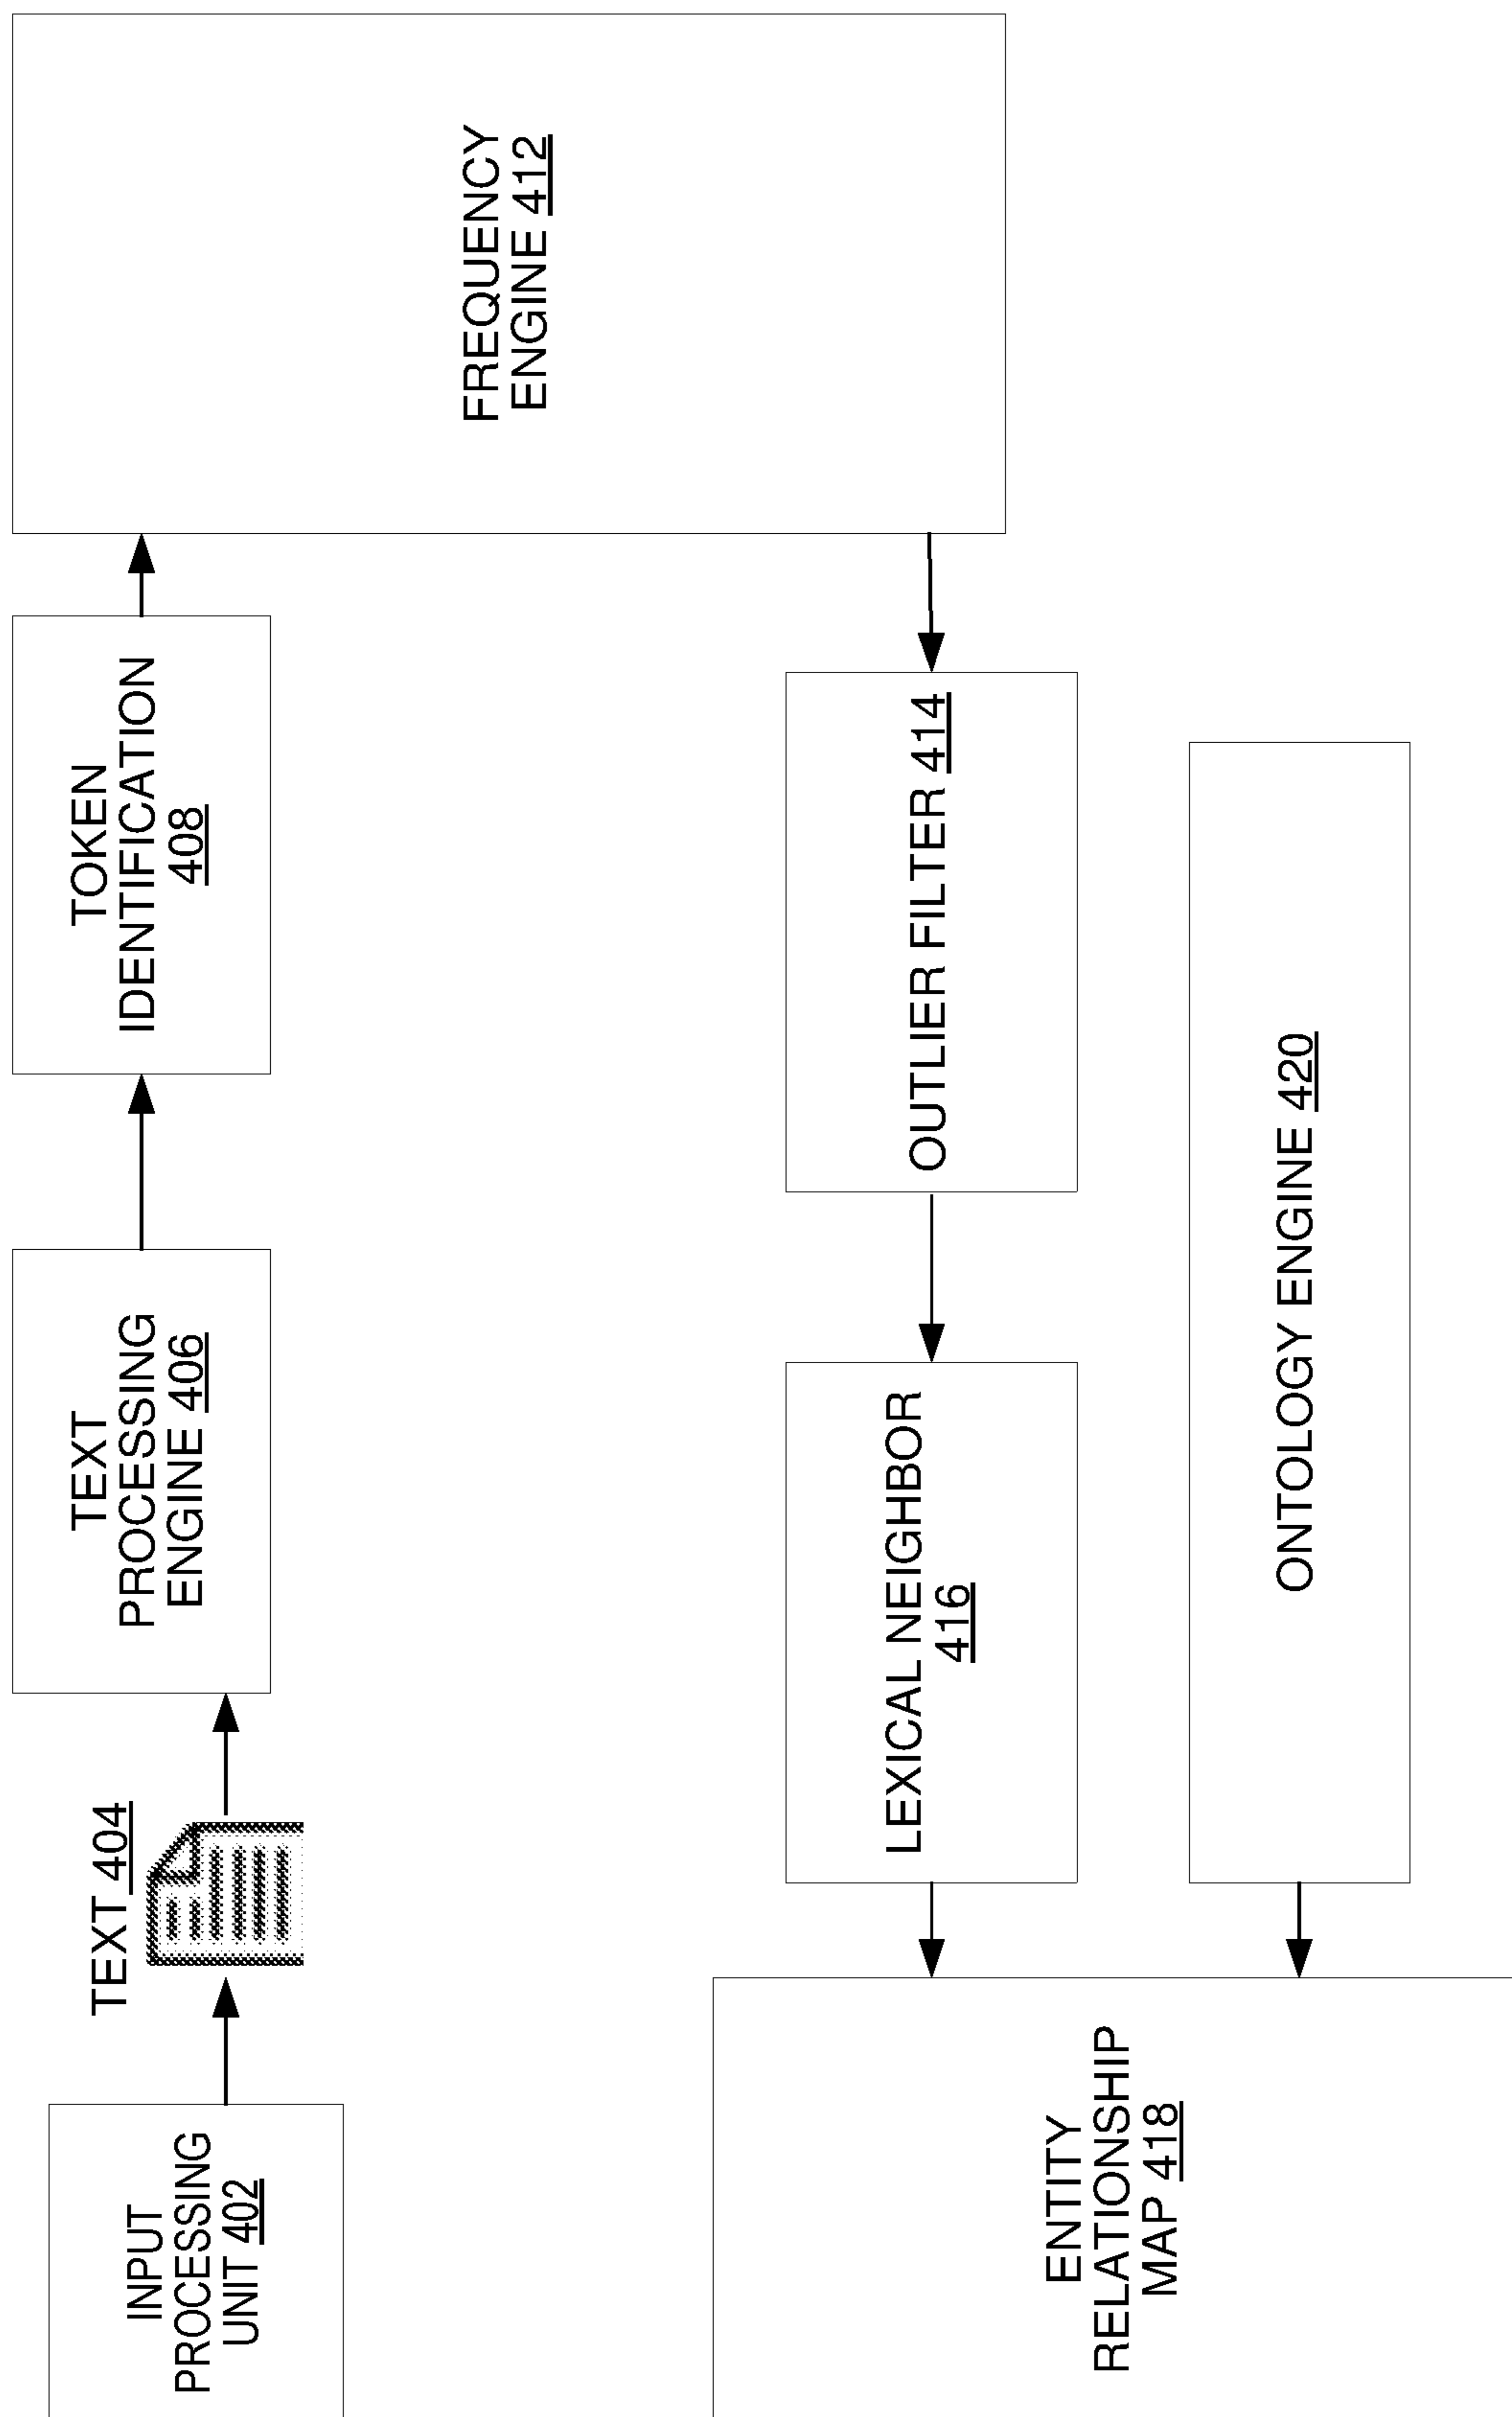 INPUT
PROCESSING
UNIT 402
TEXT 404
TEXT
PROCESSING
ENGINE 406
TOKEN
IDENTIFICATION
408
FREQUENCY
ENGINE 412
OUTLIER FILTER 414
LEXICAL NEIGHBOR
416
ENTITY
RELATIONSHIP
MAP 418
ONTOLOGY ENGINE 420